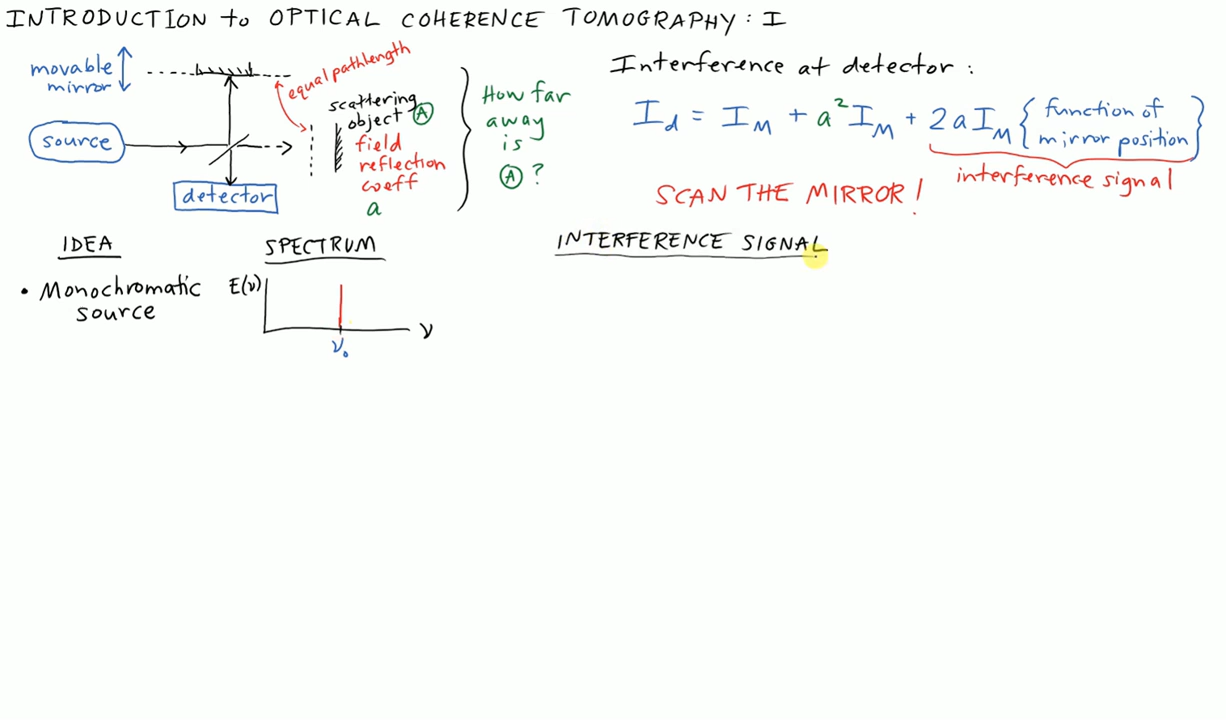 INTRODUCTION to OPTICAL COHERENCE TOMOGRAPHY: I
movable
mirror
equal pathlength
source
detector
scattering
object A
field
reflection
coeff
a
How far
away
is
A ?
Interference at detector:
I_d = I_M + a² I_M + 2a I_M { function of mirror position }
interference signal
SCAN THE MIRROR!
IDEA
SPECTRUM
INTERFERENCE SIGNAL
• Monochromatic
source
E(ν)
ν
ν₀